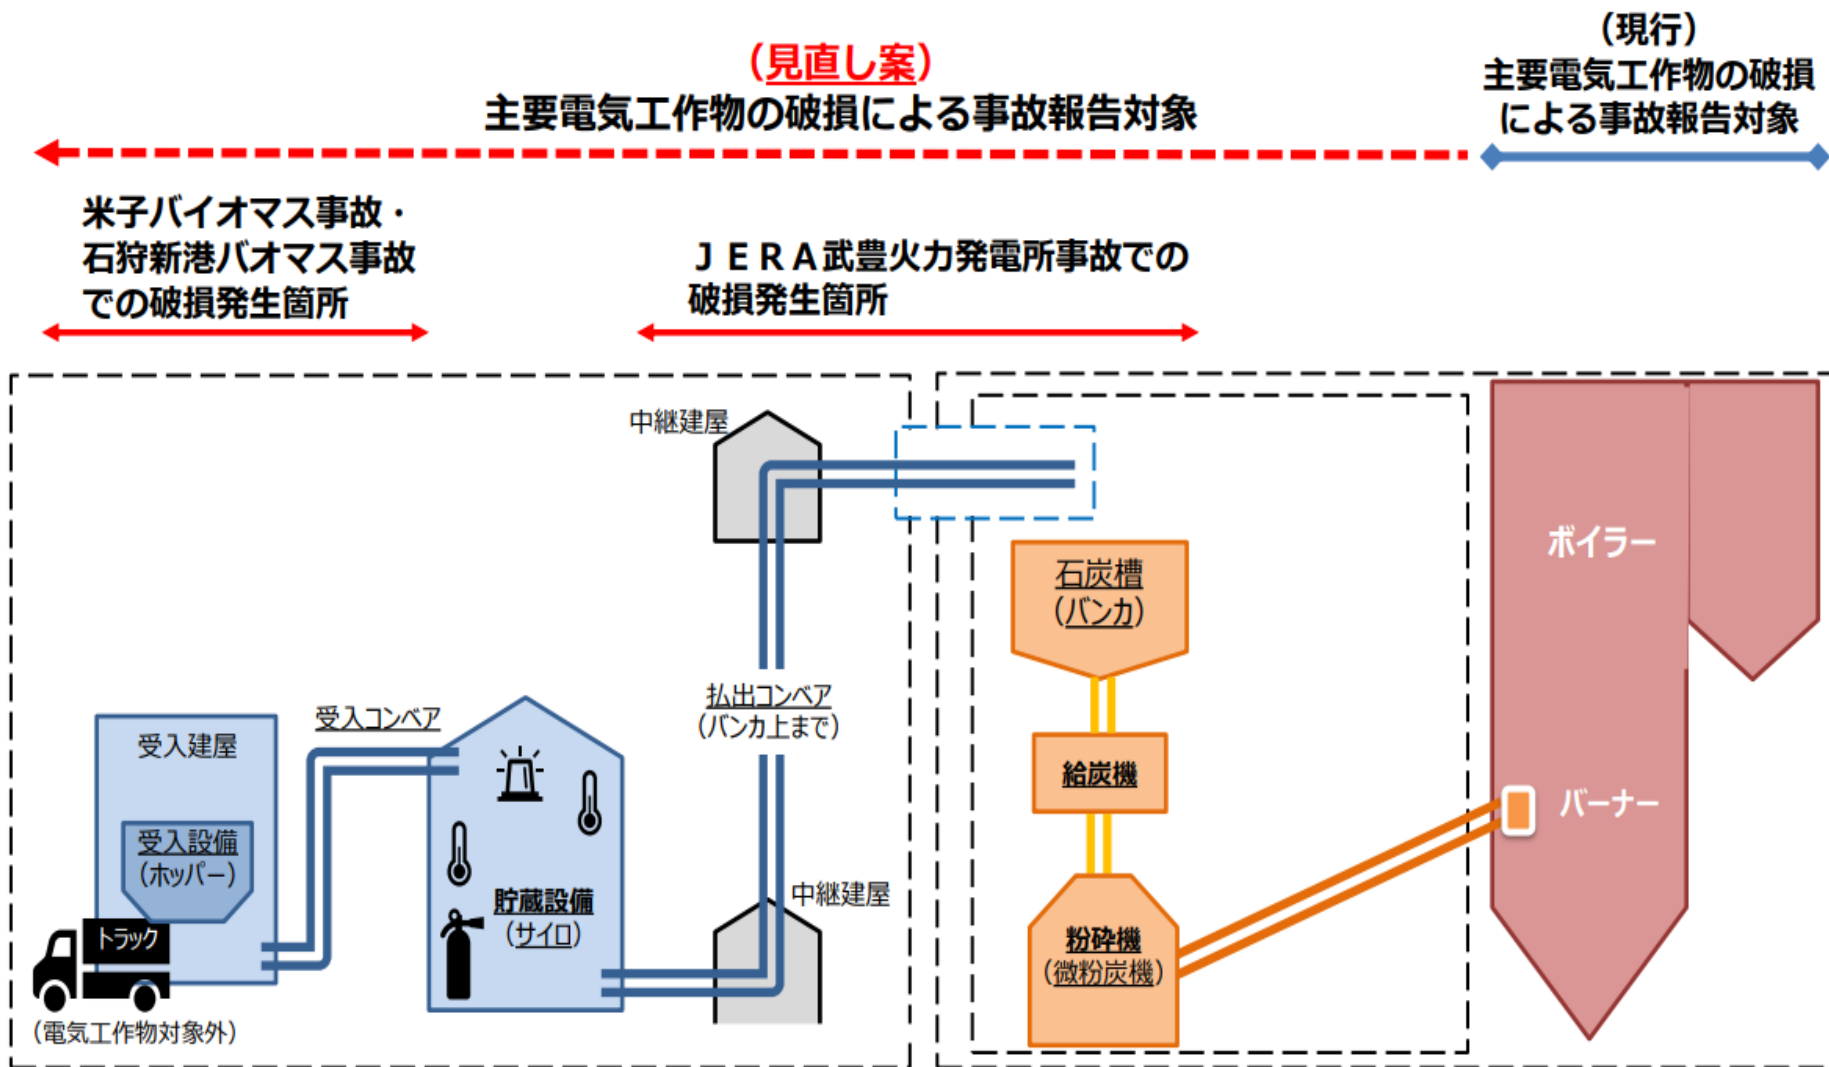 （見直し案）
主要電気工作物の破損による事故報告対象
（現行）
主要電気工作物の破損
による事故報告対象
米子バイオマス事故・
石狩新港バオマス事故
での破損発生箇所
ＪＥＲＡ武豊火力発電所事故での
破損発生箇所
中継建屋
ボイラー
石炭槽
（バンカ）
払出コンベア
（バンカ上まで）
受入コンベア
受入建屋
給炭機
バーナー
受入設備
（ホッパー）
貯蔵設備
（サイロ）
中継建屋
トラック
粉砕機
（微粉炭機）
（電気工作物対象外）